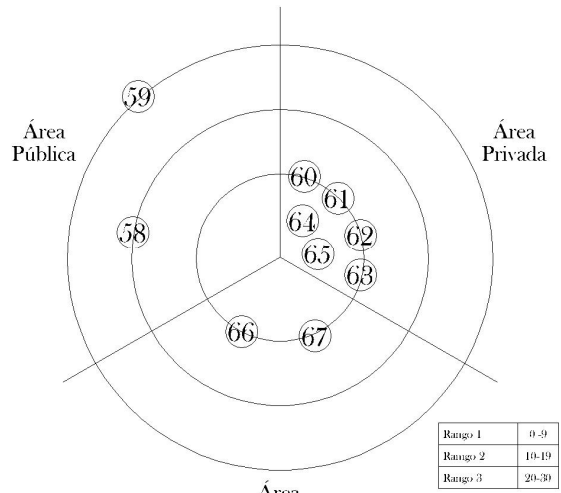 59
Área
Pública
Área
Privada
60
61
64
62
58
65
63
66
67
Rango 1 0 -9
Rango 2 10-19
Rango 3 20-30
Área